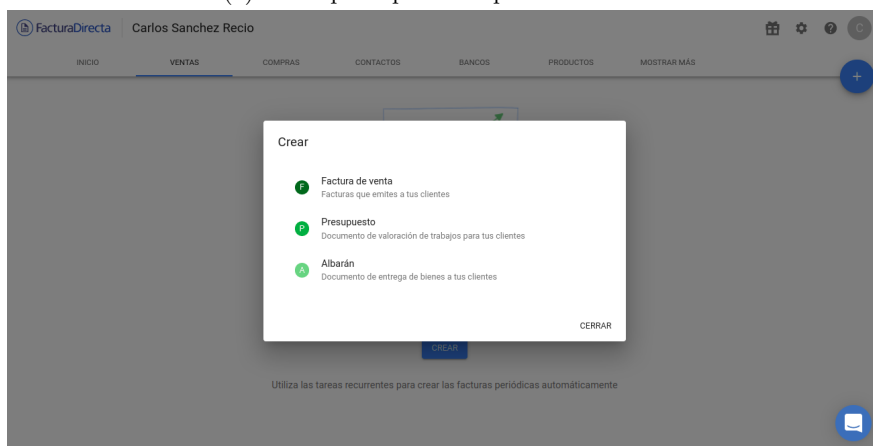 FacturaDirecta
Carlos Sanchez Recio
C
INICIO
VENTAS
COMPRAS
CONTACTOS
BANCOS
PRODUCTOS
MOSTRAR MÁS
+
Crear
F
Factura de venta
Facturas que emites a tus clientes
P
Presupuesto
Documento de valoración de trabajos para tus clientes
A
Albarán
Documento de entrega de bienes a tus clientes
CERRAR
CREAR
Utiliza las tareas recurrentes para crear las facturas periódicas automáticamente